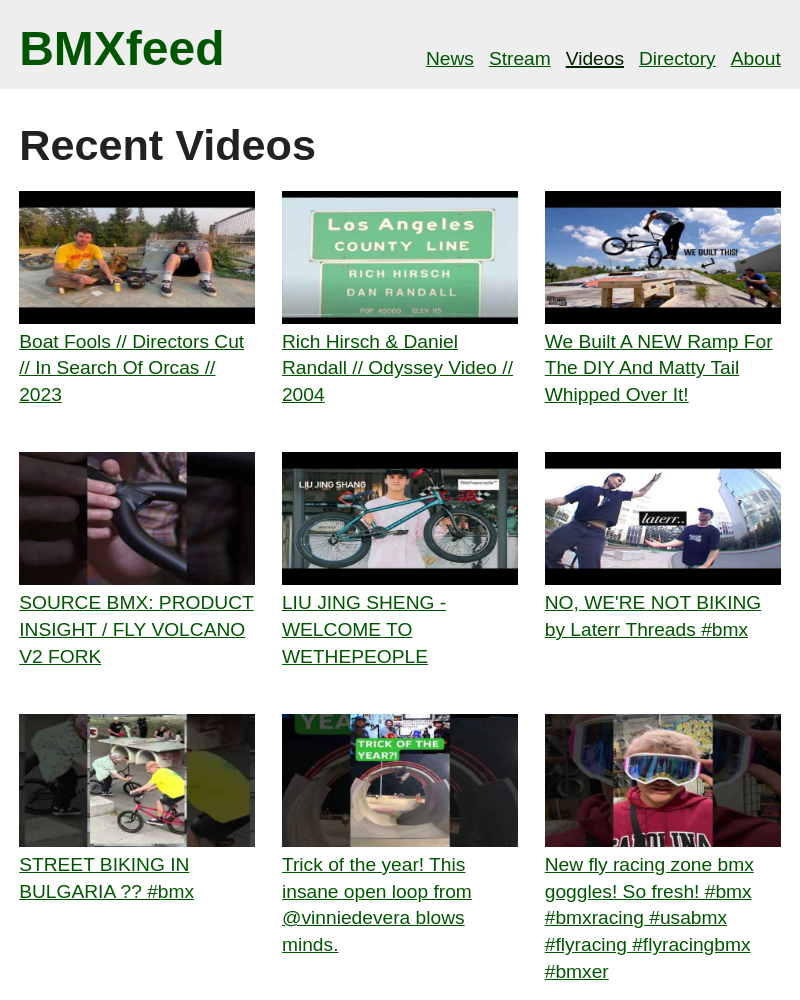 BMXfeed
News Stream Videos Directory About
Recent Videos
Los Angeles
COUNTY LINE
RICH HIRSCH
DAN RANDALL
POP. 45000 ELEV 95
WE BUILT THIS!
Boat Fools // Directors Cut
// In Search Of Orcas //
2023
Rich Hirsch & Daniel
Randall // Odyssey Video //
2004
We Built A NEW Ramp For
The DIY And Matty Tail
Whipped Over It!
LIU JING SHANG
Wethepeople
laterr..
SOURCE BMX: PRODUCT
INSIGHT / FLY VOLCANO
V2 FORK
LIU JING SHENG -
WELCOME TO
WETHEPEOPLE
NO, WE'RE NOT BIKING
by Laterr Threads #bmx
YEA
TRICK OF THE
YEAR?!
STREET BIKING IN
BULGARIA ?? #bmx
Trick of the year! This
insane open loop from
@vinniedevera blows
minds.
New fly racing zone bmx
goggles! So fresh! #bmx
#bmxracing #usabmx
#flyracing #flyracingbmx
#bmxer